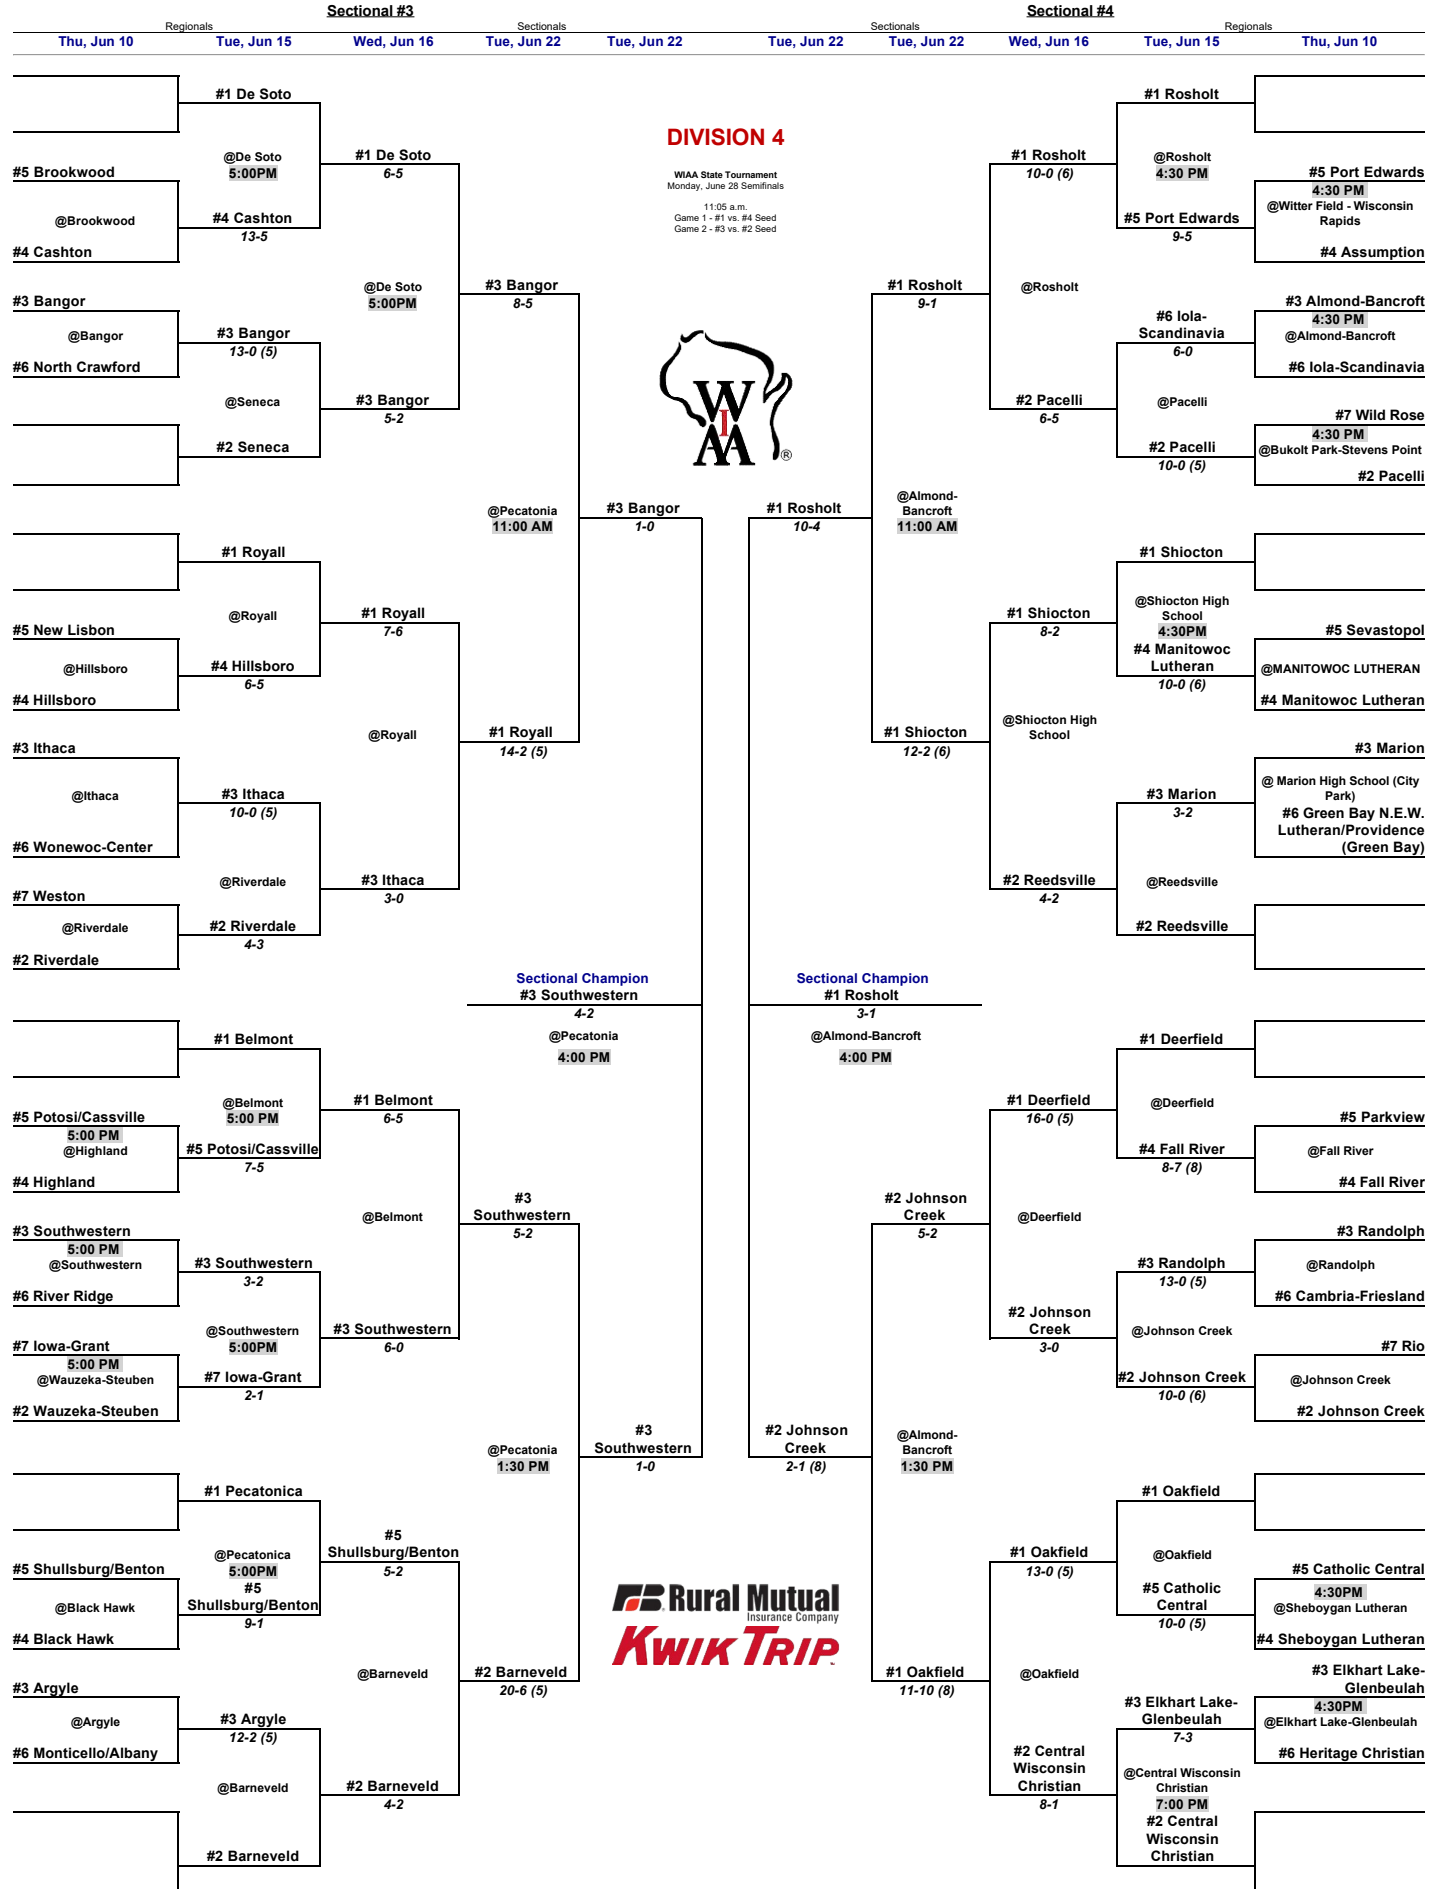 Sectional #3
Sectional #4
Regionals
Sectionals
Sectionals
Regionals
Thu, Jun 10
Tue, Jun 15
Wed, Jun 16
Tue, Jun 22
Tue, Jun 22
Tue, Jun 22
Tue, Jun 22
Wed, Jun 16
Tue, Jun 15
Thu, Jun 10
DIVISION 4
WIAA State Tournament
Monday, June 28 Semifinals
11:05 a.m.
Game 1 - #1 vs. #4 Seed
Game 2 - #3 vs. #2 Seed
#5 Brookwood
@Brookwood
#4 Cashton
#3 Bangor
@Bangor
#6 North Crawford
#5 New Lisbon
@Hillsboro
#4 Hillsboro
#3 Ithaca
@Ithaca
#6 Wonewoc-Center
#7 Weston
@Riverdale
#2 Riverdale
#5 Potosi/Cassville
5:00 PM
@Highland
#4 Highland
#3 Southwestern
5:00 PM
@Southwestern
#6 River Ridge
#7 Iowa-Grant
5:00 PM
@Wauzeka-Steuben
#2 Wauzeka-Steuben
#5 Shullsburg/Benton
@Black Hawk
#4 Black Hawk
#3 Argyle
@Argyle
#6 Monticello/Albany
#1 De Soto
@De Soto
5:00PM
#4 Cashton
13-5
#3 Bangor
13-0 (5)
@Seneca
#2 Seneca
#1 Royall
@Royall
#4 Hillsboro
6-5
#3 Ithaca
10-0 (5)
@Riverdale
#2 Riverdale
4-3
#1 Belmont
@Belmont
5:00 PM
#5 Potosi/Cassville
7-5
#3 Southwestern
3-2
@Southwestern
5:00PM
#7 Iowa-Grant
2-1
#1 Pecatonica
@Pecatonica
5:00PM
#5
Shullsburg/Benton
9-1
#3 Argyle
12-2 (5)
@Barneveld
#2 Barneveld
#1 De Soto
6-5
@De Soto
5:00PM
#3 Bangor
5-2
#1 Royall
7-6
@Royall
#3 Ithaca
3-0
#1 Belmont
6-5
@Belmont
#3 Southwestern
6-0
#5
Shullsburg/Benton
5-2
@Barneveld
#2 Barneveld
4-2
#3 Bangor
8-5
@Pecatonia
11:00 AM
#1 Royall
14-2 (5)
#3
Southwestern
5-2
@Pecatonia
1:30 PM
#2 Barneveld
20-6 (5)
#3 Bangor
1-0
Sectional Champion
#3 Southwestern
4-2
@Pecatonia
4:00 PM
#3
Southwestern
1-0
WIAA
®
Rural Mutual
Insurance Company
KWIK TRIP
#1 Rosholt
10-4
Sectional Champion
#1 Rosholt
3-1
@Almond-Bancroft
4:00 PM
#2 Johnson
Creek
2-1 (8)
#1 Rosholt
9-1
@Almond-
Bancroft
11:00 AM
#1 Shiocton
12-2 (6)
#2 Johnson
Creek
5-2
@Almond-
Bancroft
1:30 PM
#1 Oakfield
11-10 (8)
#1 Rosholt
10-0 (6)
@Rosholt
#2 Pacelli
6-5
#1 Shiocton
8-2
@Shiocton High
School
#2 Reedsville
4-2
#1 Deerfield
16-0 (5)
@Deerfield
#2 Johnson
Creek
3-0
#1 Oakfield
13-0 (5)
@Oakfield
#2 Central
Wisconsin
Christian
8-1
#1 Rosholt
@Rosholt
4:30 PM
#5 Port Edwards
9-5
#6 Iola-
Scandinavia
6-0
@Pacelli
#2 Pacelli
10-0 (5)
#1 Shiocton
@Shiocton High
School
4:30PM
#4 Manitowoc
Lutheran
10-0 (6)
#3 Marion
3-2
@Reedsville
#2 Reedsville
#1 Deerfield
@Deerfield
#4 Fall River
8-7 (8)
#3 Randolph
13-0 (5)
@Johnson Creek
#2 Johnson Creek
10-0 (6)
#1 Oakfield
@Oakfield
#5 Catholic
Central
10-0 (5)
#3 Elkhart Lake-
Glenbeulah
7-3
@Central Wisconsin
Christian
7:00 PM
#2 Central
Wisconsin
Christian
#5 Port Edwards
4:30 PM
@Witter Field - Wisconsin
Rapids
#4 Assumption
#3 Almond-Bancroft
4:30 PM
@Almond-Bancroft
#6 Iola-Scandinavia
#7 Wild Rose
4:30 PM
@Bukolt Park-Stevens Point
#2 Pacelli
#5 Sevastopol
@MANITOWOC LUTHERAN
#4 Manitowoc Lutheran
#3 Marion
@ Marion High School (City
Park)
#6 Green Bay N.E.W.
Lutheran/Providence
(Green Bay)
#5 Parkview
@Fall River
#4 Fall River
#3 Randolph
@Randolph
#6 Cambria-Friesland
#7 Rio
@Johnson Creek
#2 Johnson Creek
#5 Catholic Central
4:30PM
@Sheboygan Lutheran
#4 Sheboygan Lutheran
#3 Elkhart Lake-
Glenbeulah
4:30PM
@Elkhart Lake-Glenbeulah
#6 Heritage Christian